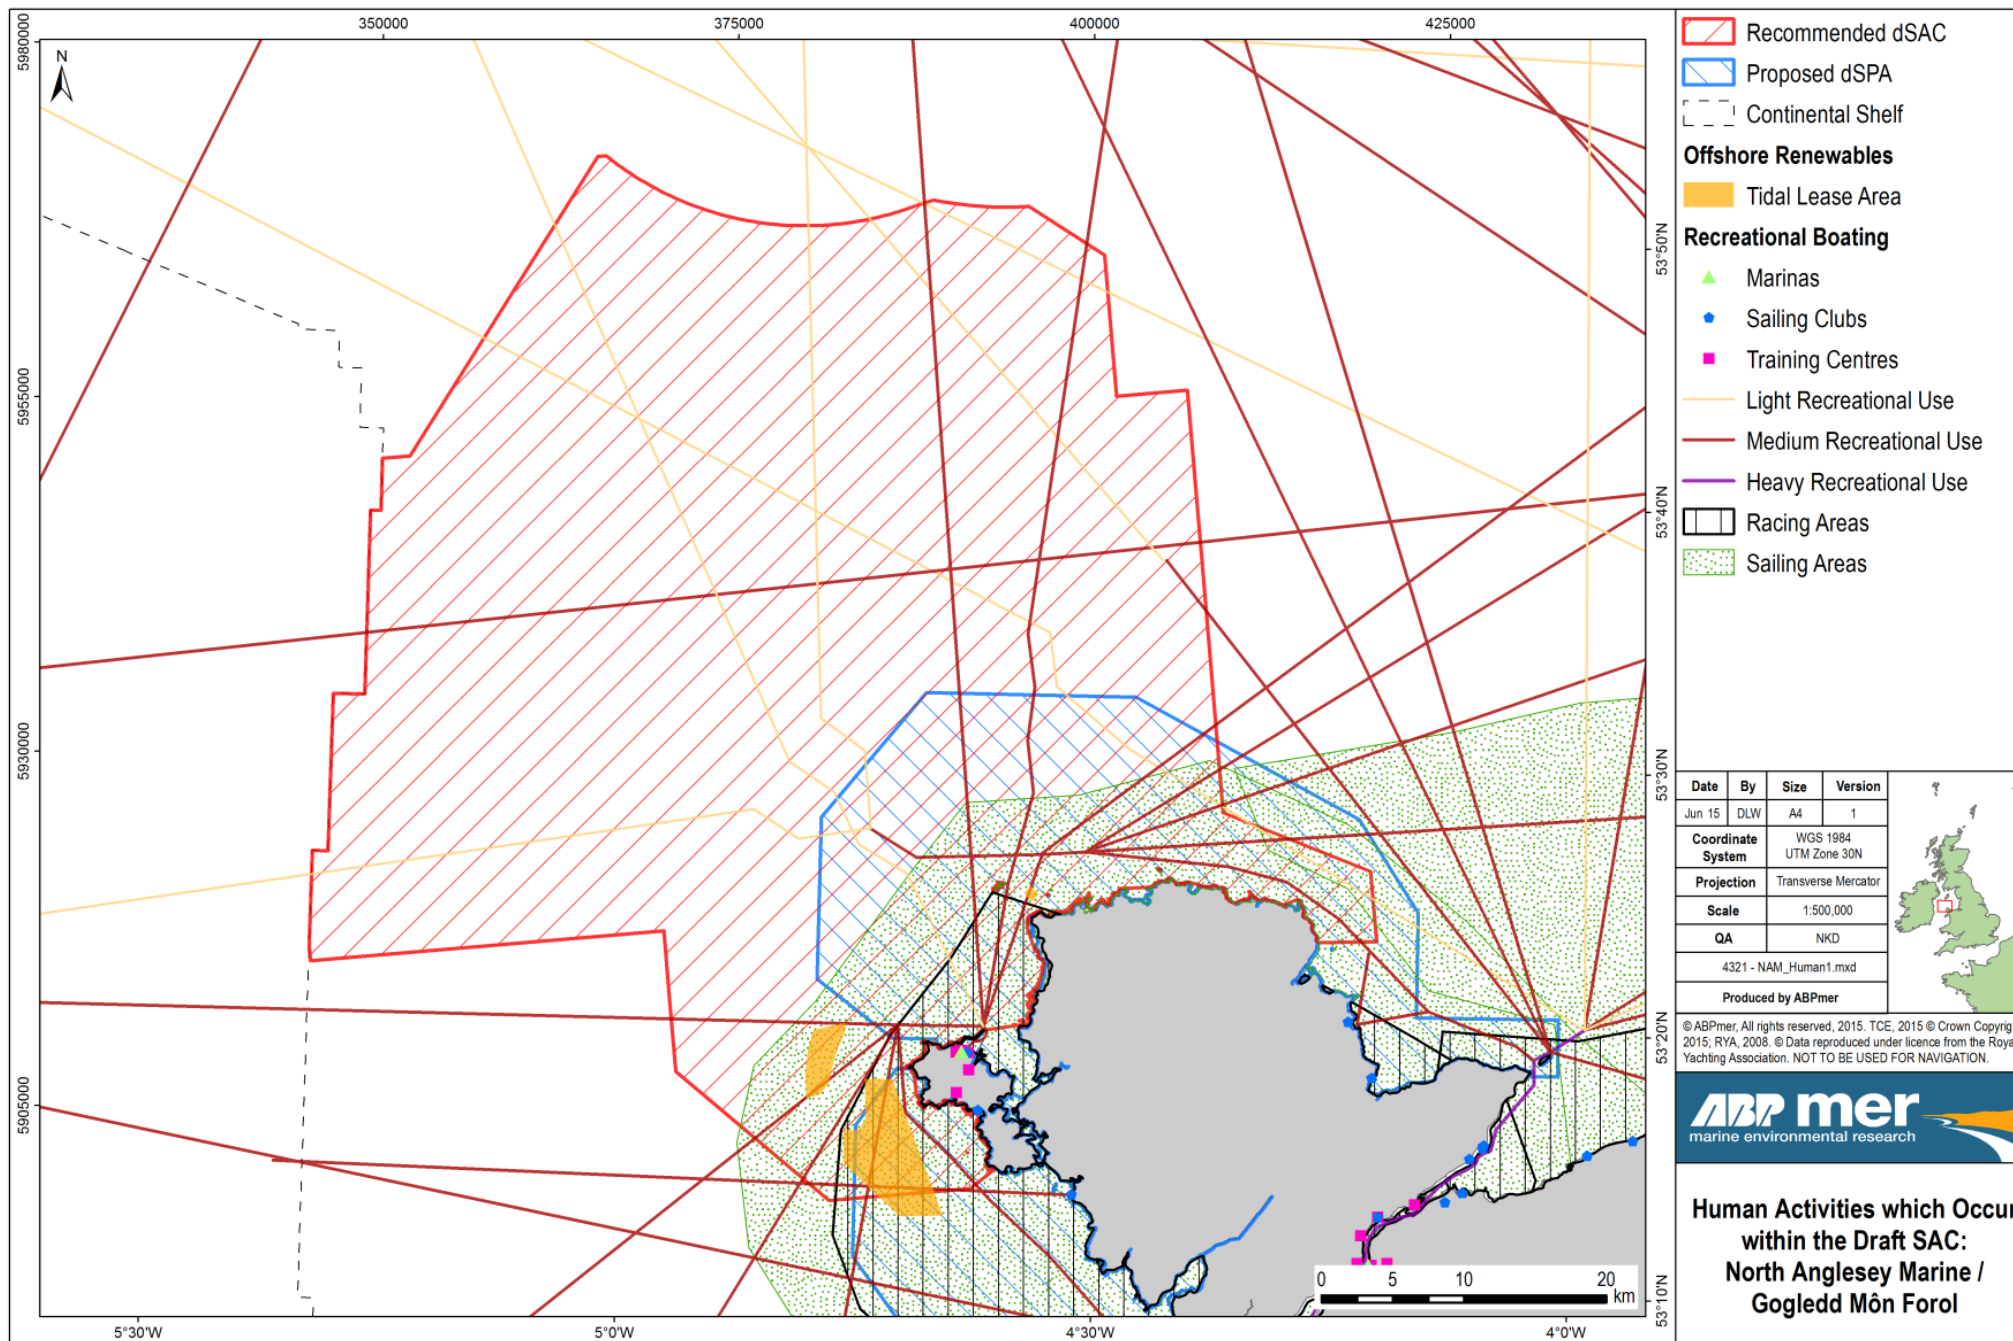 350000
375000
400000
425000
5980000
5955000
5930000
5905000
N
53°50'N
53°40'N
53°30'N
53°20'N
53°10'N
5°30'W
5°0'W
4°30'W
4°0'W
0 5 10 20
km
Recommended dSAC
Proposed dSPA
Continental Shelf
Offshore Renewables
Tidal Lease Area
Recreational Boating
Marinas
Sailing Clubs
Training Centres
Light Recreational Use
Medium Recreational Use
Heavy Recreational Use
Racing Areas
Sailing Areas
Date By Size Version
Jun 15 DLW A4 1
Coordinate System WGS 1984
UTM Zone 30N
Projection Transverse Mercator
Scale 1:500,000
QA NKD
4321 - NAM_Human1.mxd
Produced by ABPmer
© ABPmer, All rights reserved, 2015. TCE, 2015 © Crown Copyrig
2015; RYA, 2008. © Data reproduced under licence from the Roya
Yachting Association. NOT TO BE USED FOR NAVIGATION.
ABP mer
marine environmental research
Human Activities which Occur
within the Draft SAC:
North Anglesey Marine /
Gogledd Môn Forol